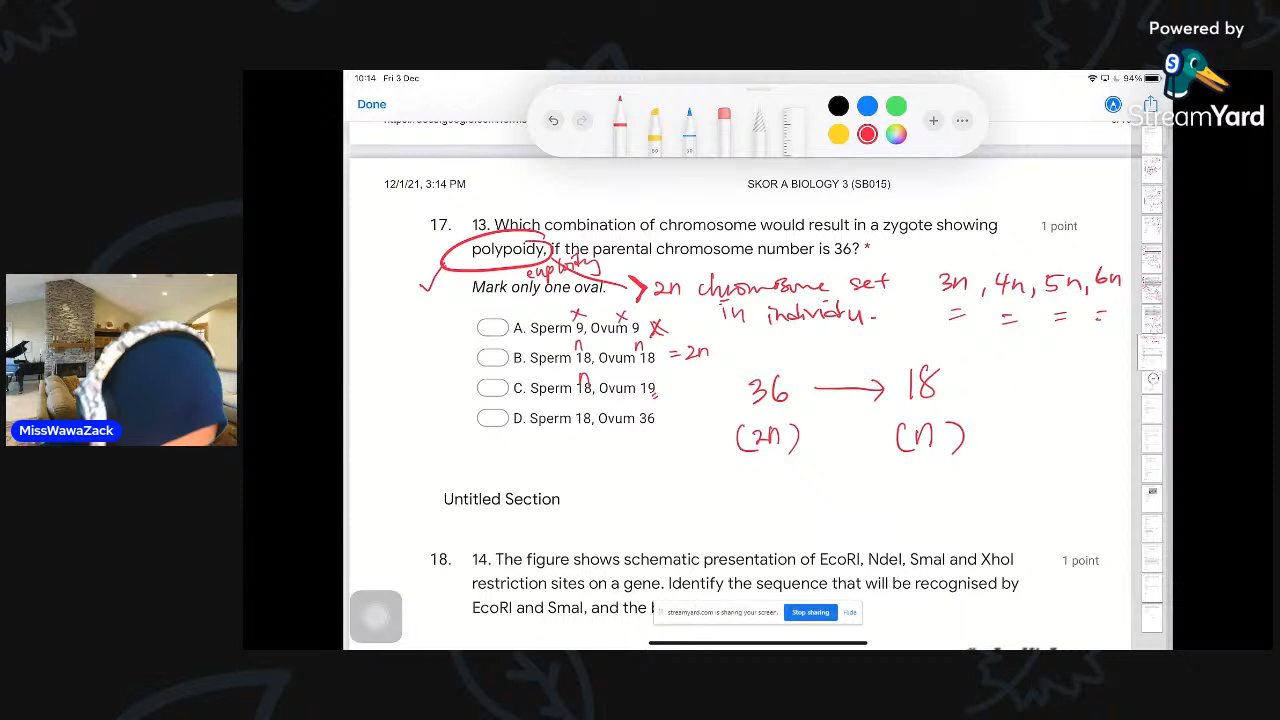 Powered by
StreamYard
10:14 Fri 3 Dec
94%
Done
12/1/21, 3:14 PM
SKOR A BIOLOGY 3 (SB015)
17. 13. Which combination of chromosome would result in a zygote showing
1 point
polypoidy, if the parental chromosome number is 36? *
euploidy
Mark only one oval.
> 2n chromosome set
in individu.
3n, 4n, 5n, 6n
= = = =
x x
A. Sperm 9, Ovum 9 x
n n
B. Sperm 18, Ovum 18 = 2n
n
C. Sperm 18, Ovum 19
D. Sperm 18, Ovum 36
36 → 18
(2n) (n)
MissWawaZack
Untitled Section
18. 14. The figure shows schematic presentation of EcoRI, NdeI, SmaI and XhoI
1 point
restriction sites on a gene. Identify the sequence that will be recognised by
EcoRI and SmaI, and the
streamyard.com is sharing your screen.
Stop sharing
Hide